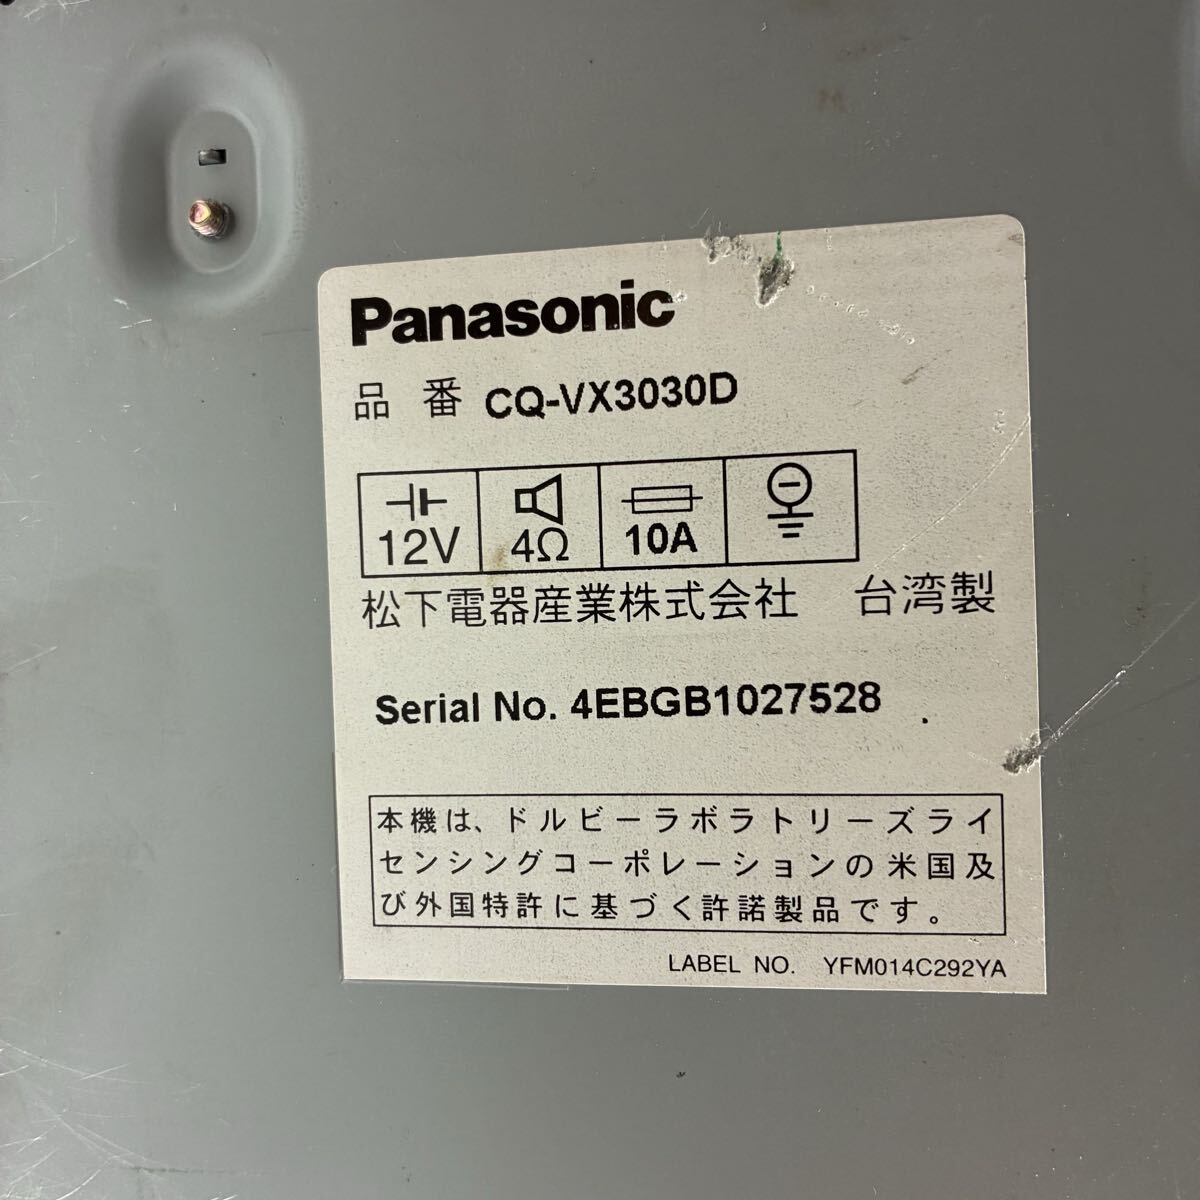 Panasonic
品番 CQ-VX3030D
12V 4Ω 10A
松下電器産業株式会社 台湾製
Serial No. 4EBGB1027528
本機は、ドルビーラボラトリーズライ
センシングコーポレーションの米国及
び外国特許に基づく許諾製品です。
LABEL NO. YFM014C292YA